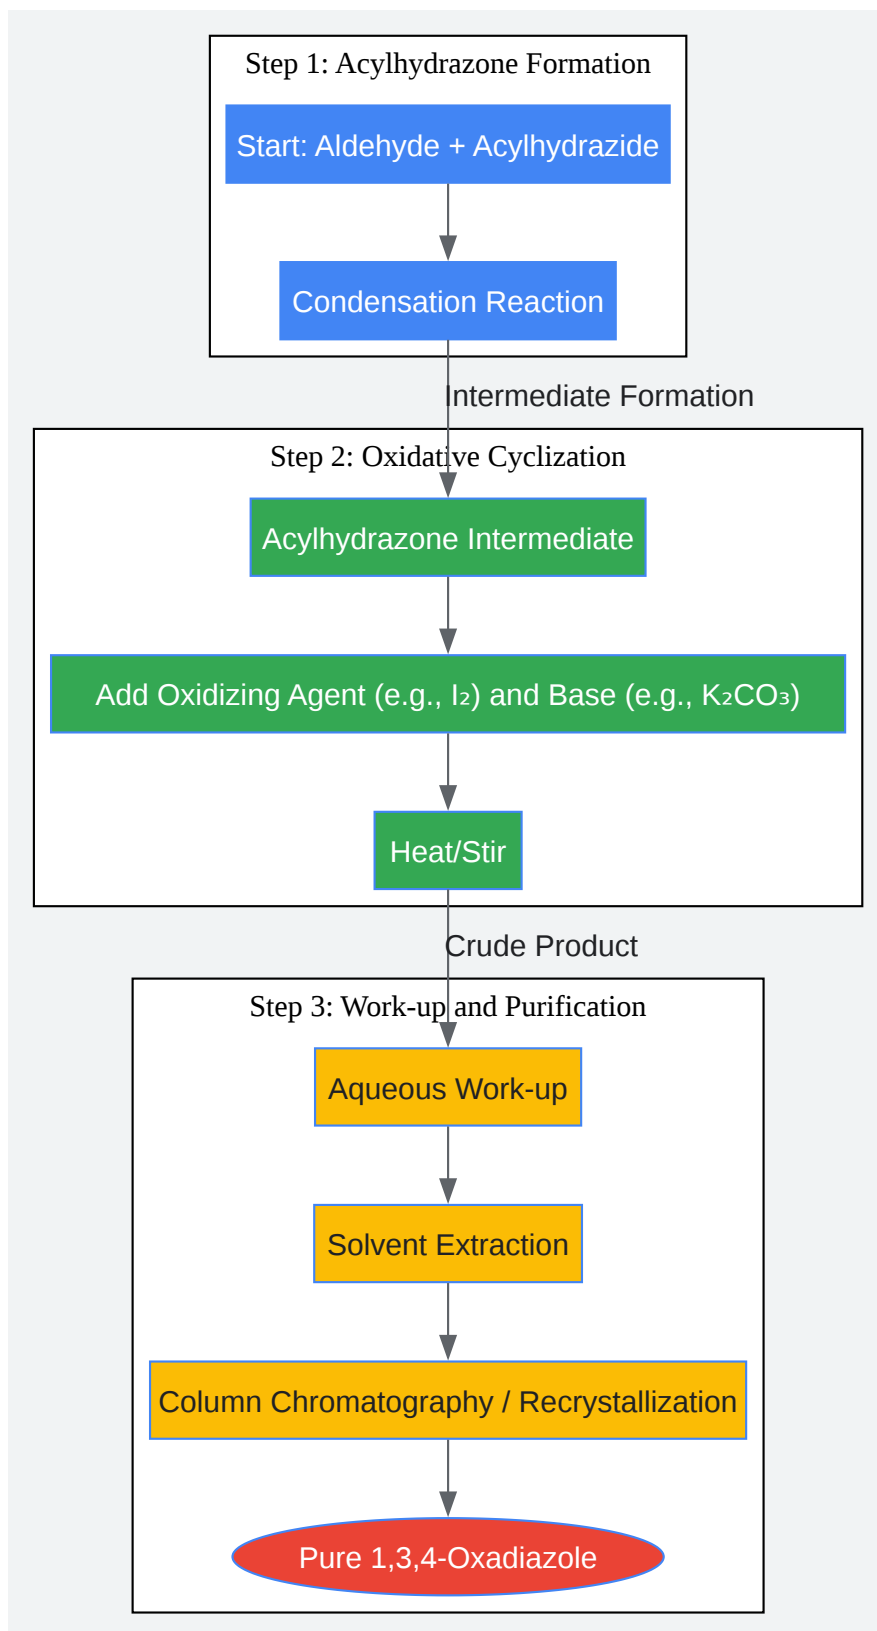 Step 1: Acylhydrazone Formation
Start: Aldehyde + Acylhydrazide
Condensation Reaction
Intermediate Formation
Step 2: Oxidative Cyclization
Acylhydrazone Intermediate
Add Oxidizing Agent (e.g., I₂) and Base (e.g., K₂CO₃)
Heat/Stir
Crude Product
Step 3: Work-up and Purification
Aqueous Work-up
Solvent Extraction
Column Chromatography / Recrystallization
Pure 1,3,4-Oxadiazole